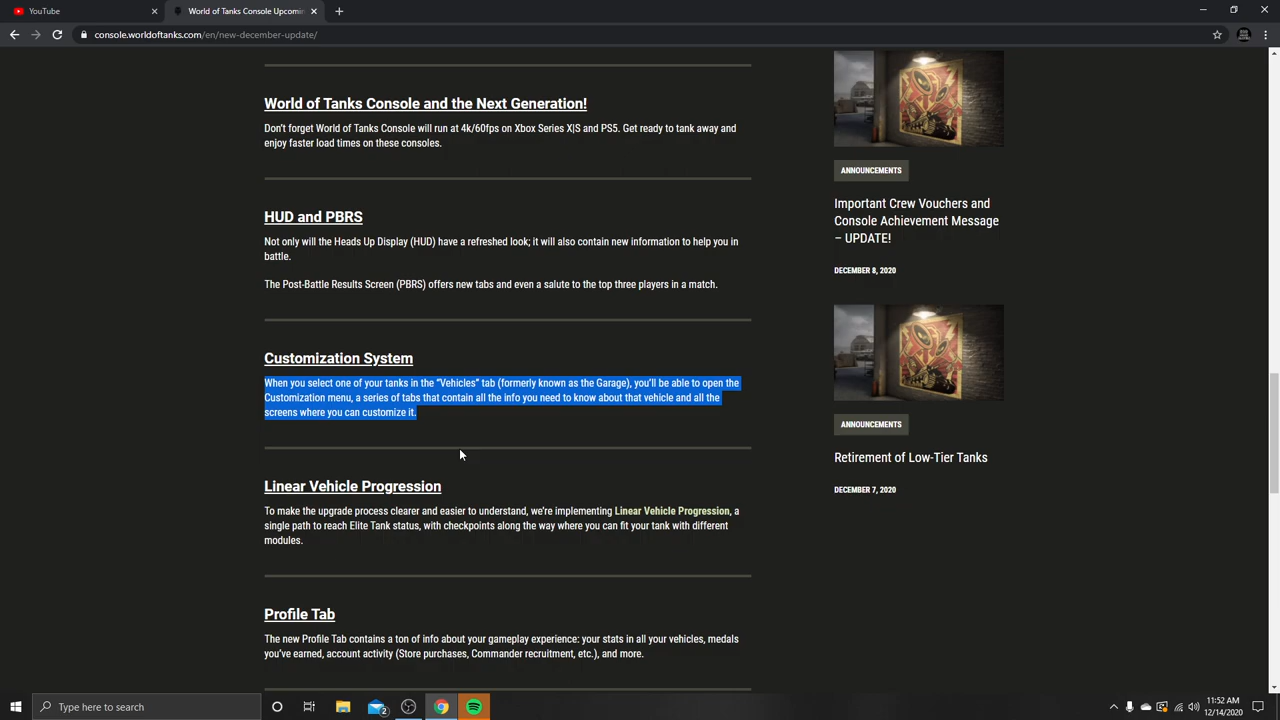 YouTube
World of Tanks Console Upcomin
console.worldoftanks.com/en/new-december-update/
World of Tanks Console and the Next Generation!
Don't forget World of Tanks Console will run at 4k/60fps on Xbox Series X|S and PS5. Get ready to tank away and
enjoy faster load times on these consoles.
HUD and PBRS
Not only will the Heads Up Display (HUD) have a refreshed look; it will also contain new information to help you in
battle.
The Post-Battle Results Screen (PBRS) offers new tabs and even a salute to the top three players in a match.
Customization System
When you select one of your tanks in the “Vehicles” tab (formerly known as the Garage), you'll be able to open the
Customization menu, a series of tabs that contain all the info you need to know about that vehicle and all the
screens where you can customize it.
Linear Vehicle Progression
To make the upgrade process clearer and easier to understand, we're implementing Linear Vehicle Progression, a
single path to reach Elite Tank status, with checkpoints along the way where you can fit your tank with different
modules.
Profile Tab
The new Profile Tab contains a ton of info about your gameplay experience: your stats in all your vehicles, medals
you've earned, account activity (Store purchases, Commander recruitment, etc.), and more.
ANNOUNCEMENTS
Important Crew Vouchers and
Console Achievement Message
– UPDATE!
DECEMBER 8, 2020
ANNOUNCEMENTS
Retirement of Low-Tier Tanks
DECEMBER 7, 2020
Type here to search
2
11:52 AM
12/14/2020